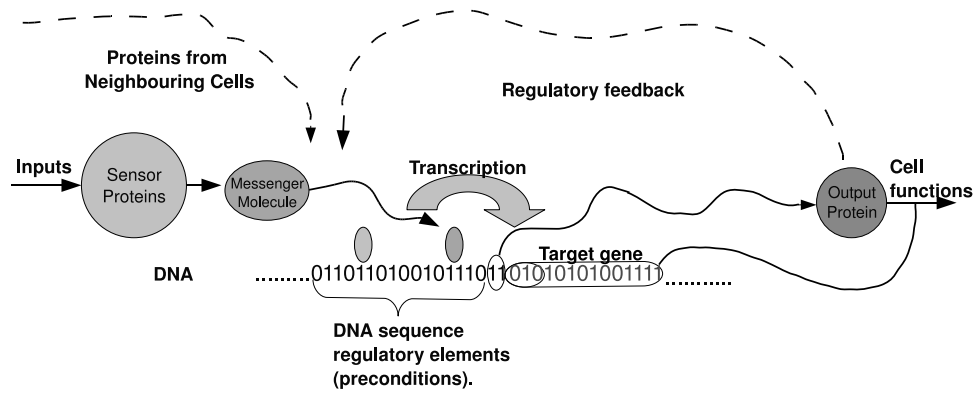 Proteins from
Neighbouring Cells
Regulatory feedback
Inputs
Sensor
Proteins
Messenger
Molecule
Transcription
Output
Protein
Cell
functions
Target gene
DNA
..........01101101001011101101010101001111...........
DNA sequence
regulatory elements
(preconditions).